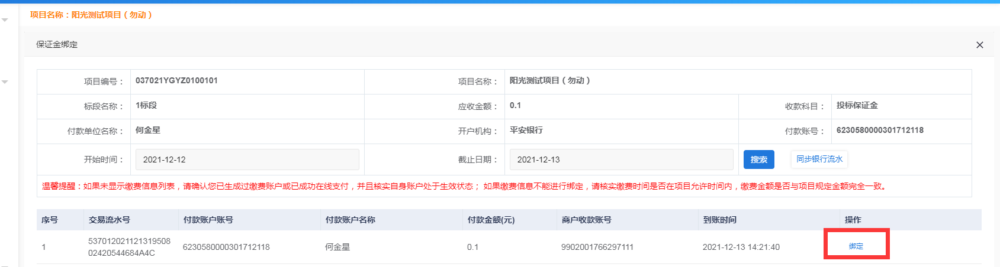 项目名称：阳光测试项目（勿动）
保证金绑定
项目编号： 037021YGYZ0100101 项目名称： 阳光测试项目（勿动）
标段名称： 1标段 应收金额： 0.1 收款科目： 投标保证金
付款单位名称： 何金星 开户机构： 平安银行 付款账号： 6230580000301712118
开始时间： 2021-12-12 截止日期： 2021-12-13 搜索 同步银行流水
温馨提醒：如果未显示缴费信息列表，请确认您已生成过缴费账户或已成功在线支付，并且核实自身账户处于生效状态； 如果缴费信息不能进行绑定，请核实缴费时间是否在项目允许时间内，缴费金额是否与项目规定金额完全一致。
序号 交易流水号 付款账户账号 付款账户名称 付款金额(元) 商户收款账号 到账时间 操作
1 537012021121319508 6230580000301712118 何金星 0.1 9902001766297111 2021-12-13 14:21:40 绑定
02420544684A4C